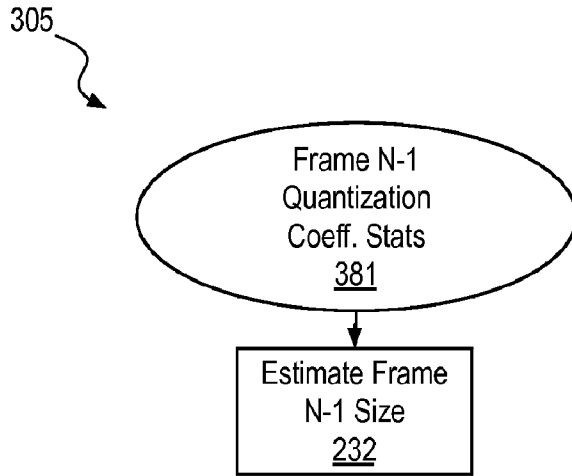 305
Frame N-1
Quantization
Coeff. Stats
381
Estimate Frame
N-1 Size
232